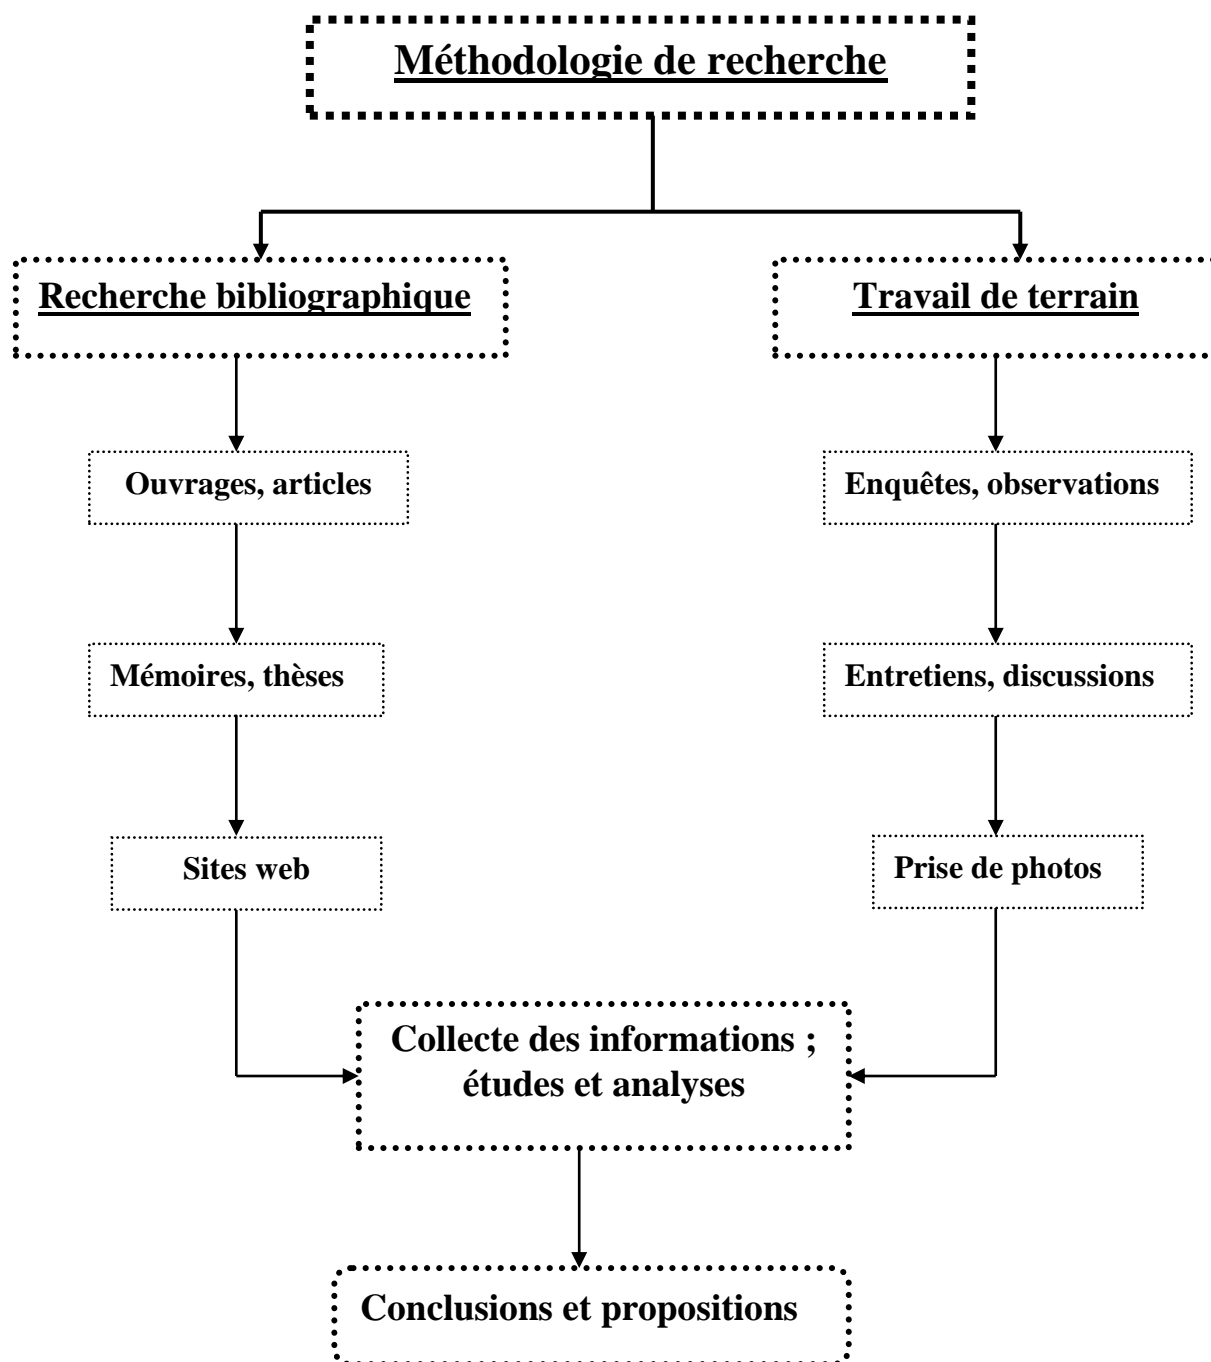 Méthodologie de recherche
Recherche bibliographique
Travail de terrain
Ouvrages, articles
Enquêtes, observations
Mémoires, thèses
Entretiens, discussions
Sites web
Prise de photos
Collecte des informations ;
études et analyses
Conclusions et propositions